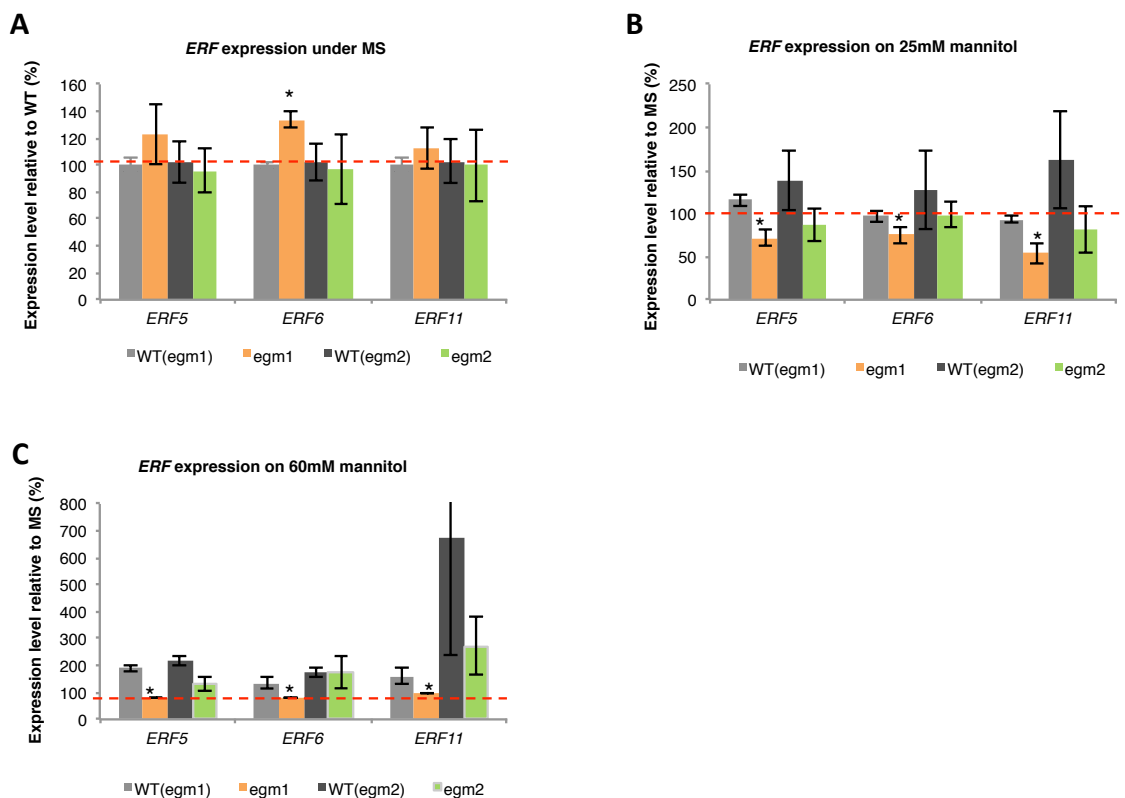 A
ERF expression under MS
Expression level relative to WT (%)
160
140
120
100
80
60
40
20
0
*
ERF5 ERF6 ERF11
WT(egm1) egm1 WT(egm2) egm2
B
ERF expression on 25mM mannitol
Expression level relative to MS (%)
250
200
150
100
50
0
* * *
ERF5 ERF6 ERF11
WT(egm1) egm1 WT(egm2) egm2
C
ERF expression on 60mM mannitol
Expression level relative to MS (%)
800
700
600
500
400
300
200
100
0
* * *
ERF5 ERF6 ERF11
WT(egm1) egm1 WT(egm2) egm2